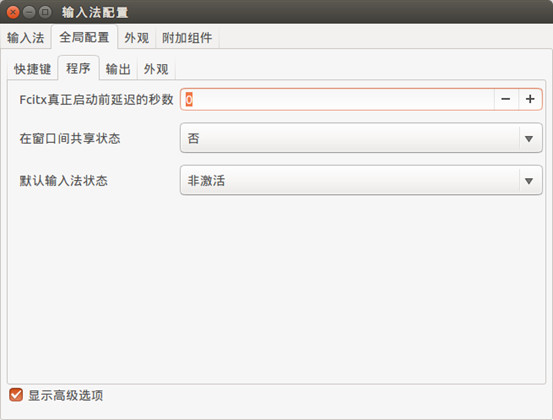 输入法配置
输入法 全局配置 外观 附加组件
快捷键 程序 输出 外观
Fcitx真正启动前延迟的秒数 0
在窗口间共享状态 否
默认输入法状态 非激活
显示高级选项